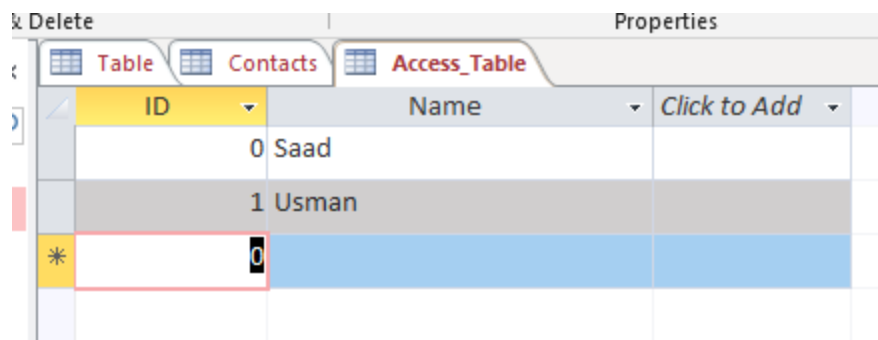 & Delete Properties
Table Contacts Access_Table
ID Name Click to Add
0 Saad
1 Usman
0